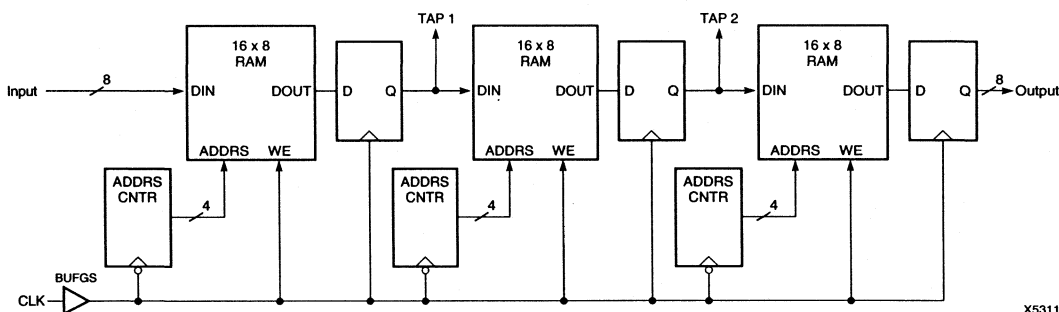 TAP 1
TAP 2
16 x 8
RAM
16 x 8
RAM
16 x 8
RAM
8
8
Input
DIN
DOUT
D
Q
DIN
DOUT
D
Q
DIN
DOUT
D
Q
Output
ADDRS
WE
ADDRS
WE
ADDRS
WE
ADDRS
CNTR
4
ADDRS
CNTR
4
ADDRS
CNTR
4
BUFGS
CLK
X5311